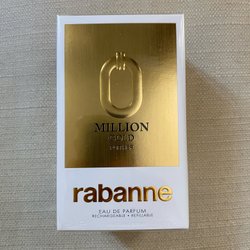 MILLION
GOLD
rabanne
EAU DE PARFUM
RECHARGEABLE • REFILLABLE